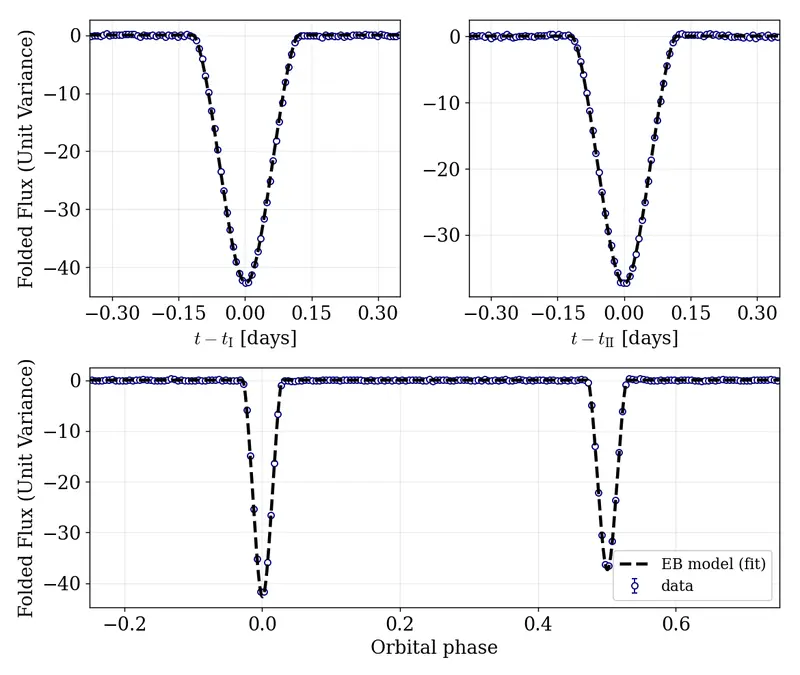 Folded Flux (Unit Variance)
0
−10
−20
−30
−40
−0.30 −0.15 0.00 0.15 0.30
t − tI [days]
0
−10
−20
−30
−0.30 −0.15 0.00 0.15 0.30
t − tII [days]
Folded Flux (Unit Variance)
0
−10
−20
−30
−40
−0.2 0.0 0.2 0.4 0.6
EB model (fit)
data
Orbital phase